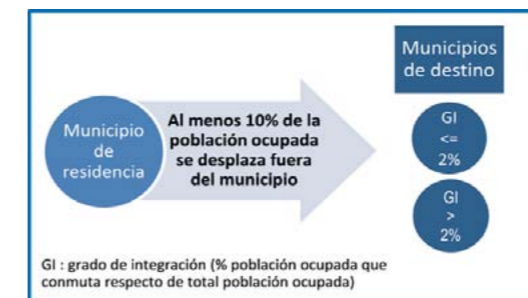 Municipio
de
residencia
Al menos 10% de la
población ocupada
se desplaza fuera
del municipio
Municipios
de destino
GI
<=
2%
GI
>
2%
GI : grado de integración (% población ocupada que
conmuta respecto de total población ocupada)